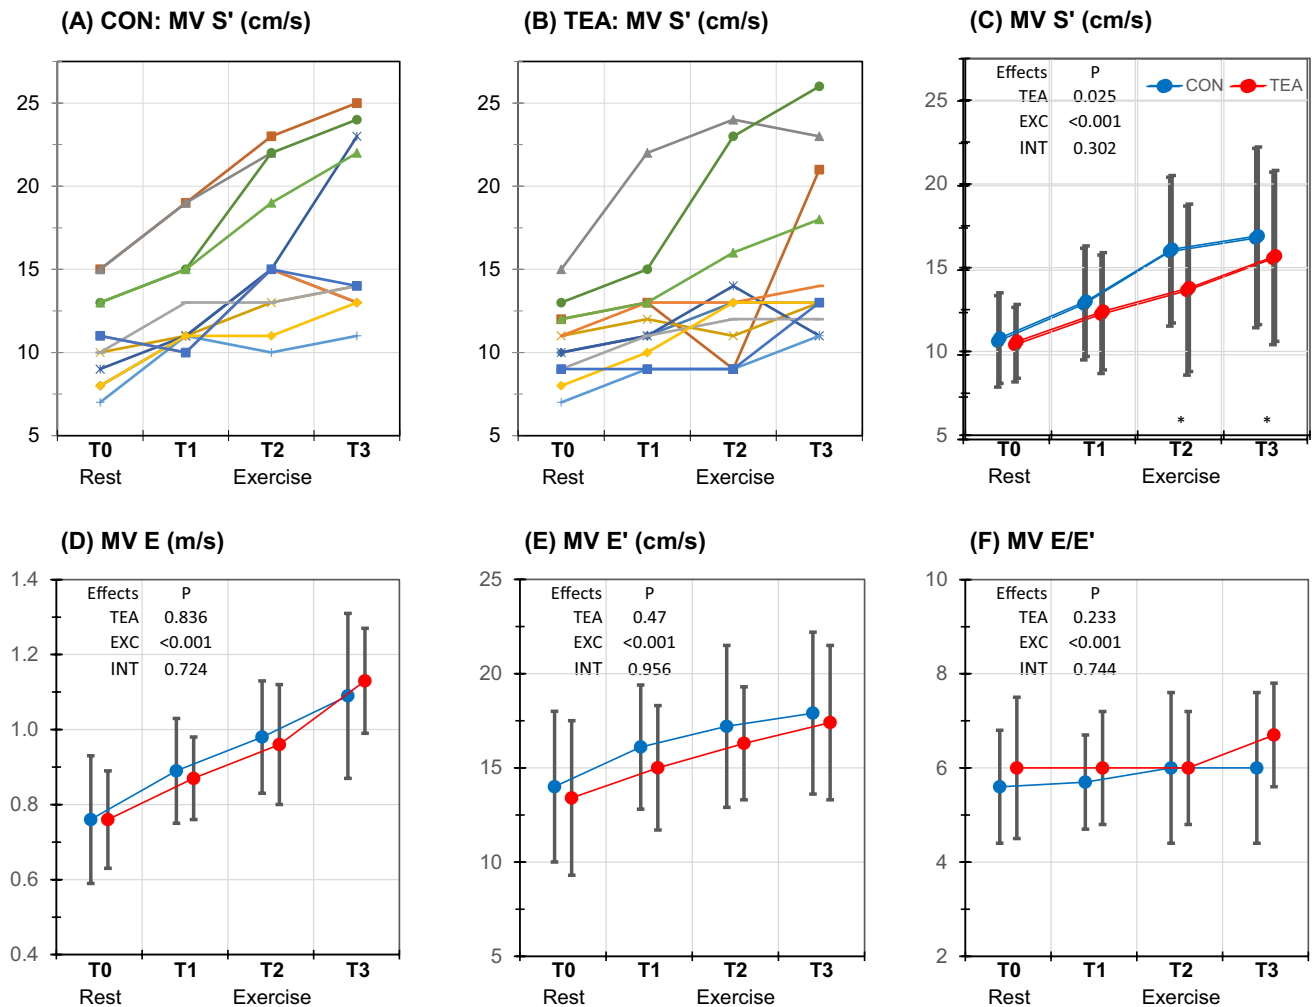 (A) CON: MV S' (cm/s)
25
20
15
10
5
T0 T1 T2 T3
Rest Exercise
(B) TEA: MV S' (cm/s)
25
20
15
10
5
T0 T1 T2 T3
Rest Exercise
(C) MV S' (cm/s)
Effects P
TEA 0.025
EXC <0.001
INT 0.302
CON TEA
25
20
15
10
5
* *
T0 T1 T2 T3
Rest Exercise
(D) MV E (m/s)
Effects P
TEA 0.836
EXC <0.001
INT 0.724
1.4
1.2
1.0
0.8
0.6
0.4
T0 T1 T2 T3
Rest Exercise
(E) MV E' (cm/s)
Effects P
TEA 0.47
EXC <0.001
INT 0.956
25
20
15
10
5
T0 T1 T2 T3
Rest Exercise
(F) MV E/E'
Effects P
TEA 0.233
EXC <0.001
INT 0.744
10
8
6
4
2
T0 T1 T2 T3
Rest Exercise